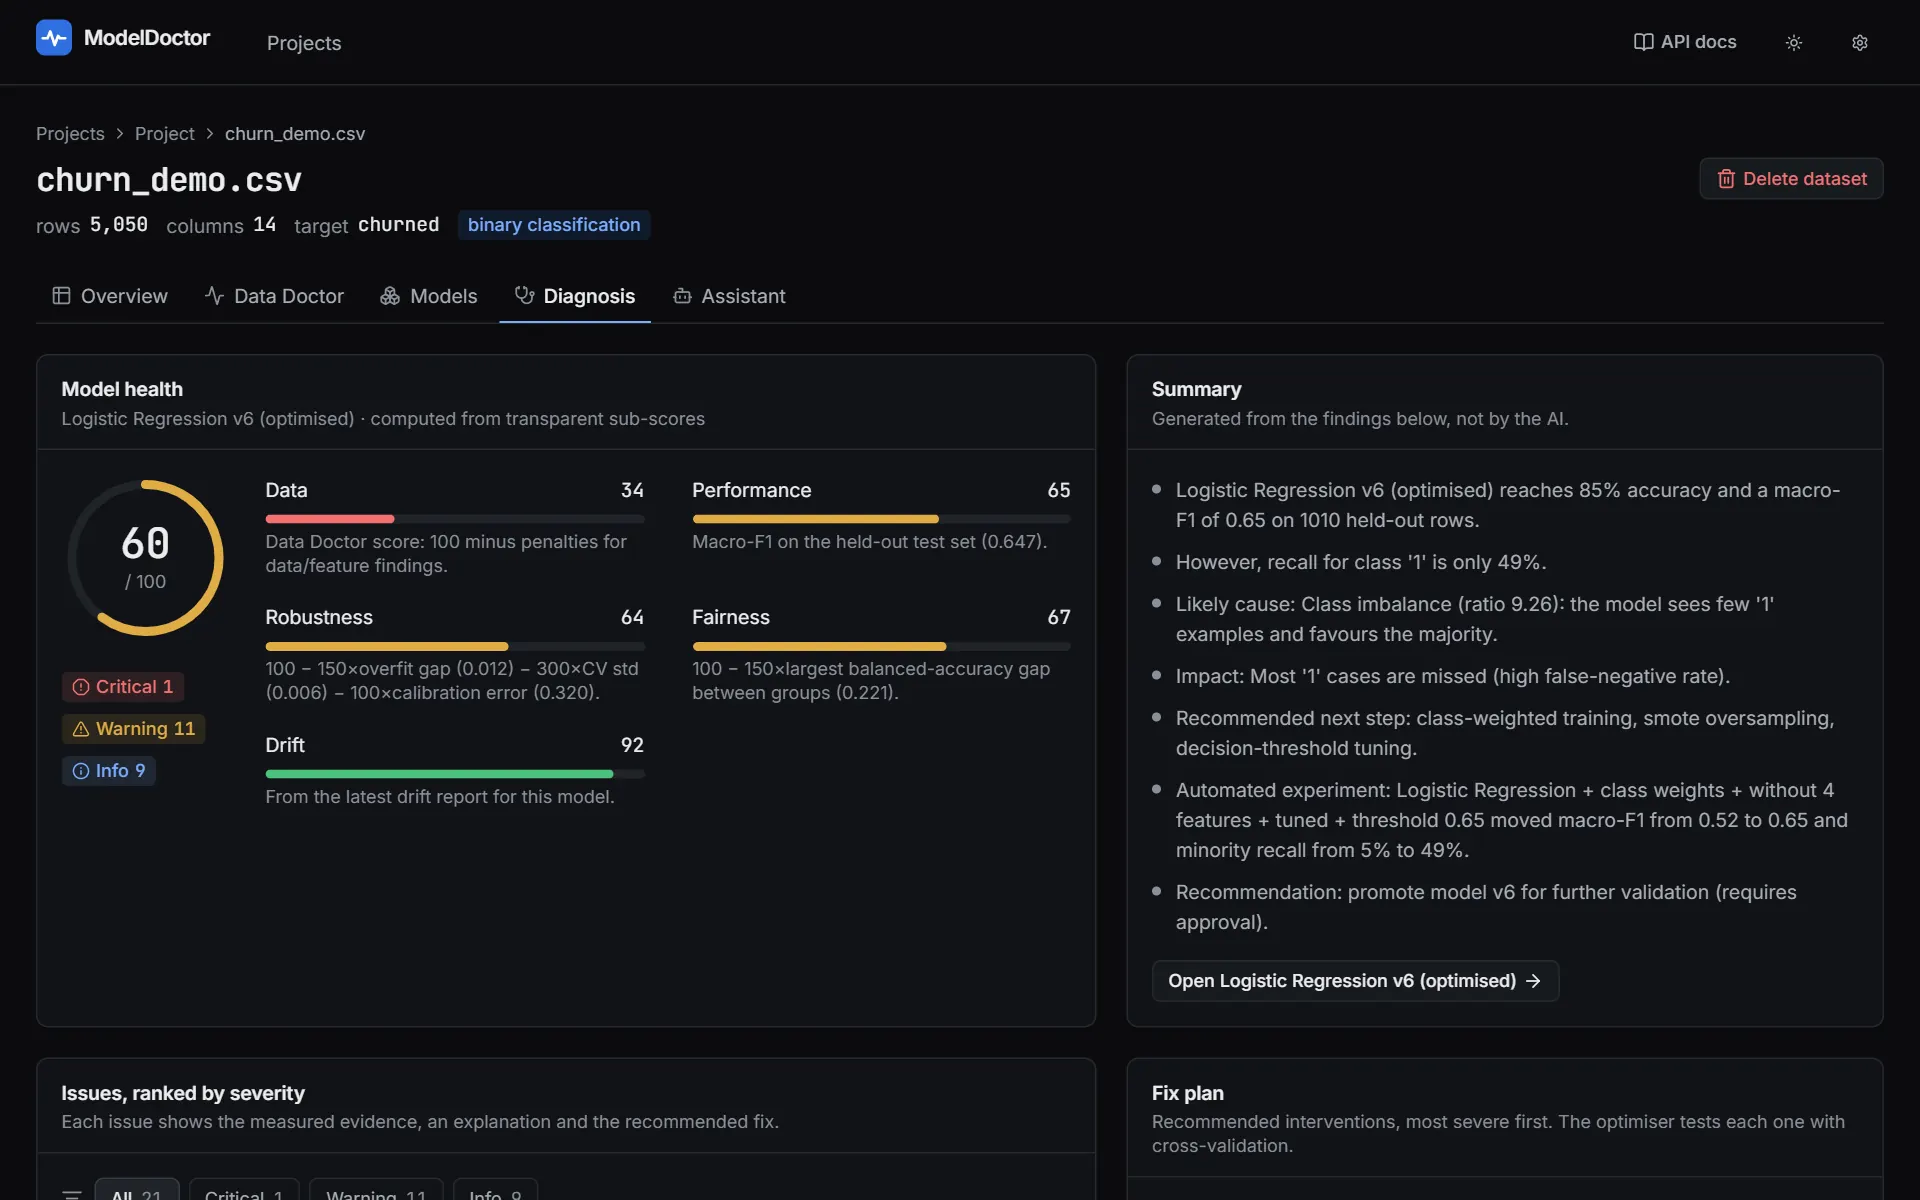 ModelDoctor
Projects
API docs
Projects > Project > churn_demo.csv
churn_demo.csv
Delete dataset
rows 5,050 columns 14 target churned binary classification
Overview
Data Doctor
Models
Diagnosis
Assistant
Model health
Logistic Regression v6 (optimised) · computed from transparent sub-scores
60
/ 100
Critical 1
Warning 11
Info 9
Data 34
Data Doctor score: 100 minus penalties for
data/feature findings.
Performance 65
Macro-F1 on the held-out test set (0.647).
Robustness 64
100 − 150×overfit gap (0.012) − 300×CV std
(0.006) − 100×calibration error (0.320).
Fairness 67
100 − 150×largest balanced-accuracy gap
between groups (0.221).
Drift 92
From the latest drift report for this model.
Summary
Generated from the findings below, not by the AI.
Logistic Regression v6 (optimised) reaches 85% accuracy and a macro-
F1 of 0.65 on 1010 held-out rows.
However, recall for class '1' is only 49%.
Likely cause: Class imbalance (ratio 9.26): the model sees few '1'
examples and favours the majority.
Impact: Most '1' cases are missed (high false-negative rate).
Recommended next step: class-weighted training, smote oversampling,
decision-threshold tuning.
Automated experiment: Logistic Regression + class weights + without 4
features + tuned + threshold 0.65 moved macro-F1 from 0.52 to 0.65 and
minority recall from 5% to 49%.
Recommendation: promote model v6 for further validation (requires
approval).
Open Logistic Regression v6 (optimised) →
Issues, ranked by severity
Each issue shows the measured evidence, an explanation and the recommended fix.
All 21
Critical 1
Warning 11
Info 9
Fix plan
Recommended interventions, most severe first. The optimiser tests each one with
cross-validation.